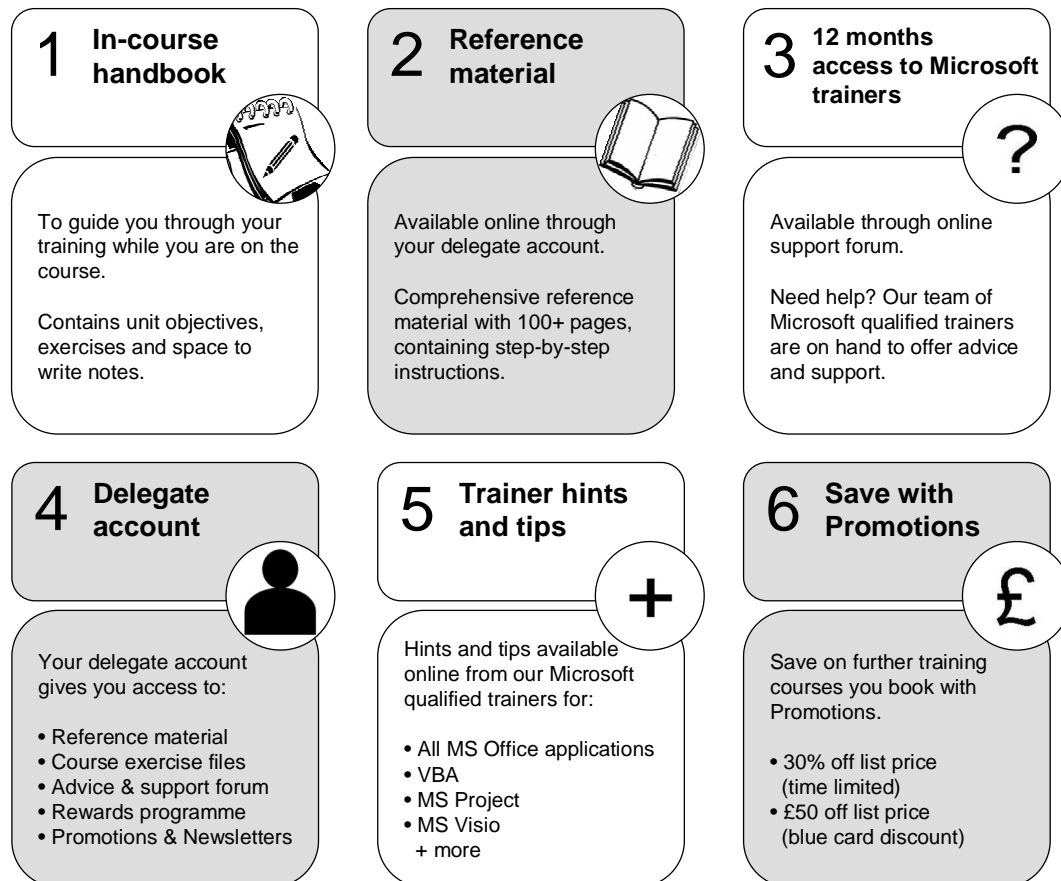 1
In-course
handbook
To guide you through your
training while you are on the
course.
Contains unit objectives,
exercises and space to
write notes.
2
Reference
material
Available online through
your delegate account.
Comprehensive reference
material with 100+ pages,
containing step-by-step
instructions.
3
12 months
access to Microsoft
trainers
?
Available through online
support forum.
Need help? Our team of
Microsoft qualified trainers
are on hand to offer advice
and support.
4
Delegate
account
Your delegate account
gives you access to:
• Reference material
• Course exercise files
• Advice & support forum
• Rewards programme
• Promotions & Newsletters
5
Trainer hints
and tips
+
Hints and tips available
online from our Microsoft
qualified trainers for:
• All MS Office applications
• VBA
• MS Project
• MS Visio
+ more
6
Save with
Promotions
£
Save on further training
courses you book with
Promotions.
• 30% off list price
(time limited)
• £50 off list price
(blue card discount)